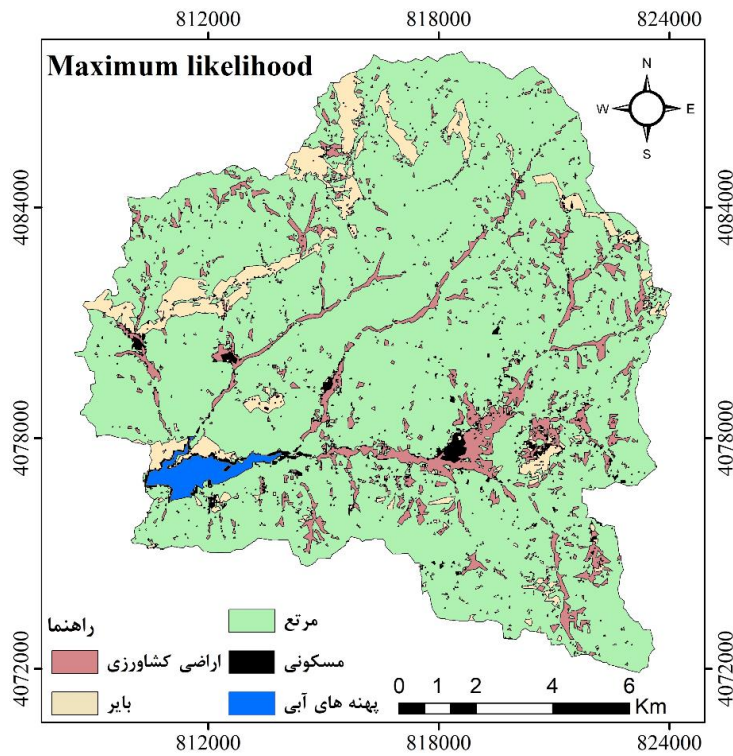 812000 818000 824000
Maximum likelihood
N
W E
S
4084000 4084000
4078000 4078000
4072000 4072000
راهنما
مرتع
اراضی کشاورزی
مسکونی
بایر
پهنه های آبی
0 1 2 4 6
Km
812000 818000 824000